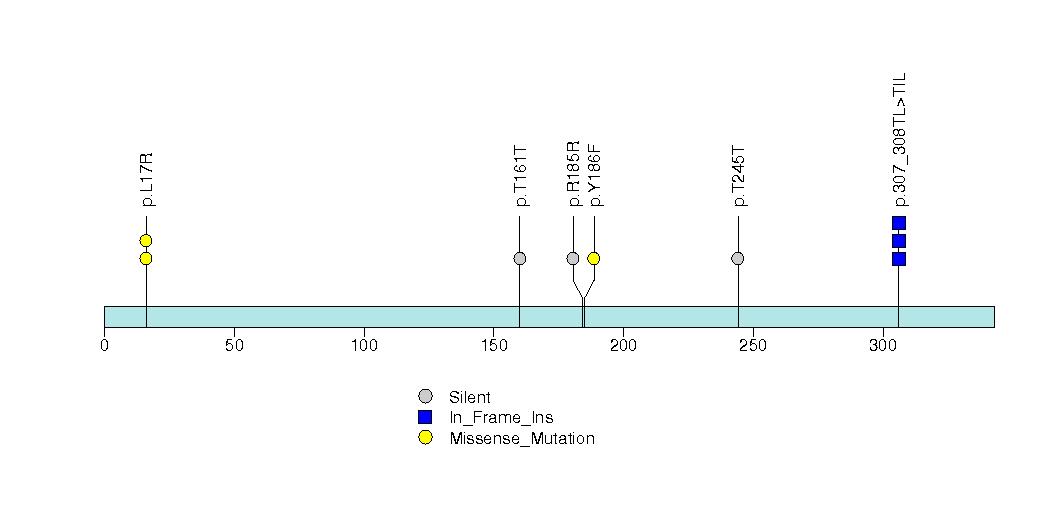 p.L17R
p.T161T
p.R185R
p.Y186F
p.T245T
p.307_308TL>TIL
0 50 100 150 200 250 300
Silent
In_Frame_Ins
Missense_Mutation